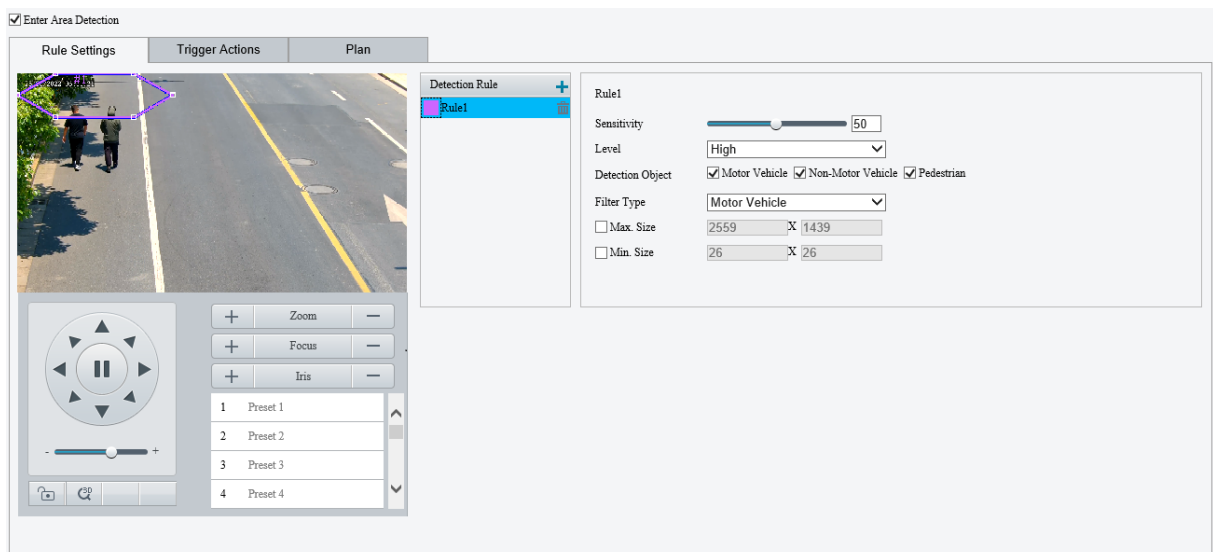 Enter Area Detection
Rule Settings
Trigger Actions
Plan
Detection Rule
Rule1
Rule1
Sensitivity
50
Level
High
Detection Object
Motor Vehicle
Non-Motor Vehicle
Pedestrian
Filter Type
Motor Vehicle
Max. Size
2559 X 1439
Min. Size
26 X 26
+ Zoom −
+ Focus −
+ Iris −
1 Preset 1
2 Preset 2
3 Preset 3
4 Preset 4
- +
3D